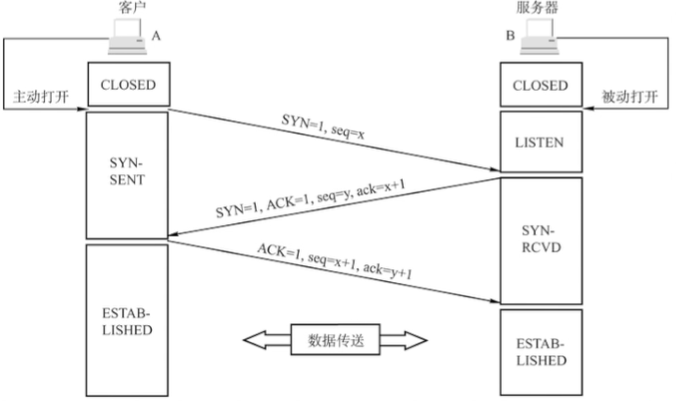 客户
服务器
A
B
CLOSED
CLOSED
主动打开
被动打开
SYN=1, seq=x
LISTEN
SYN-
SENT
SYN=1, ACK=1, seq=y, ack=x+1
SYN-
RCVD
ACK=1, seq=x+1, ack=y+1
ESTAB-
LISHED
数据传送
ESTAB-
LISHED